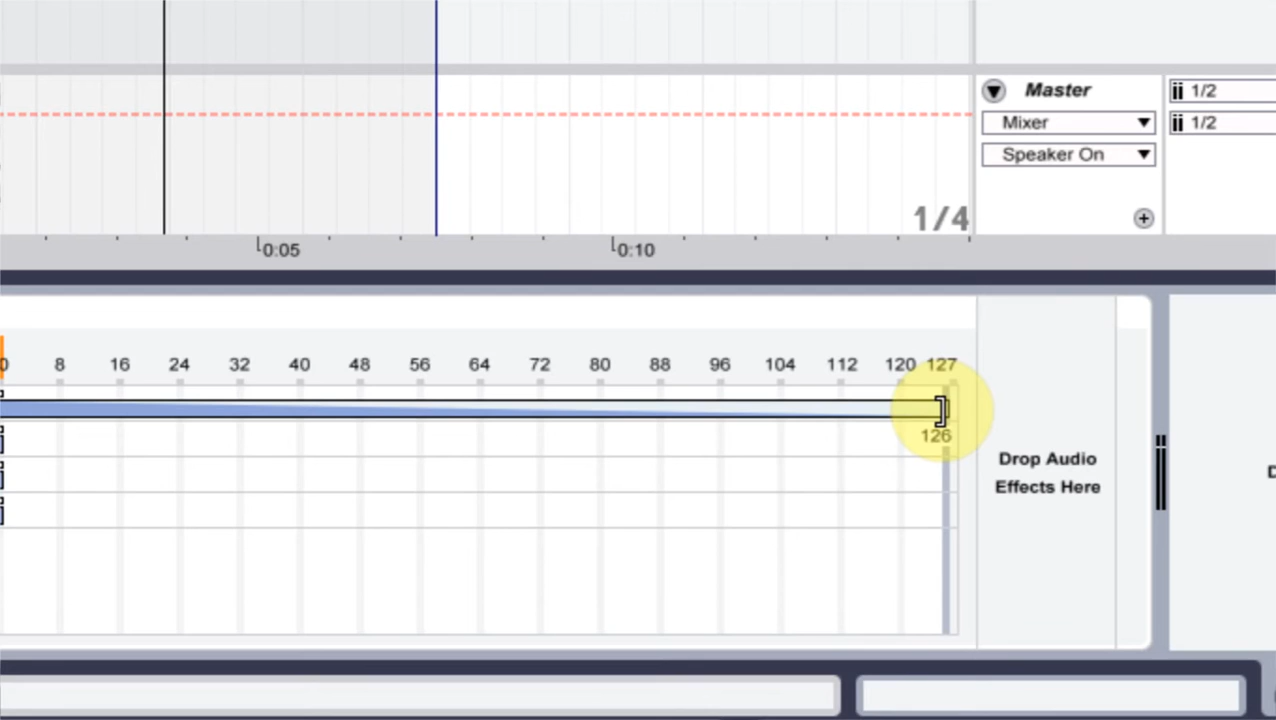 Master
1/2
Mixer
1/2
Speaker On
1/4
0:05
0:10
0 8 16 24 32 40 48 56 64 72 80 88 96 104 112 120 127
126
Drop Audio
Effects Here